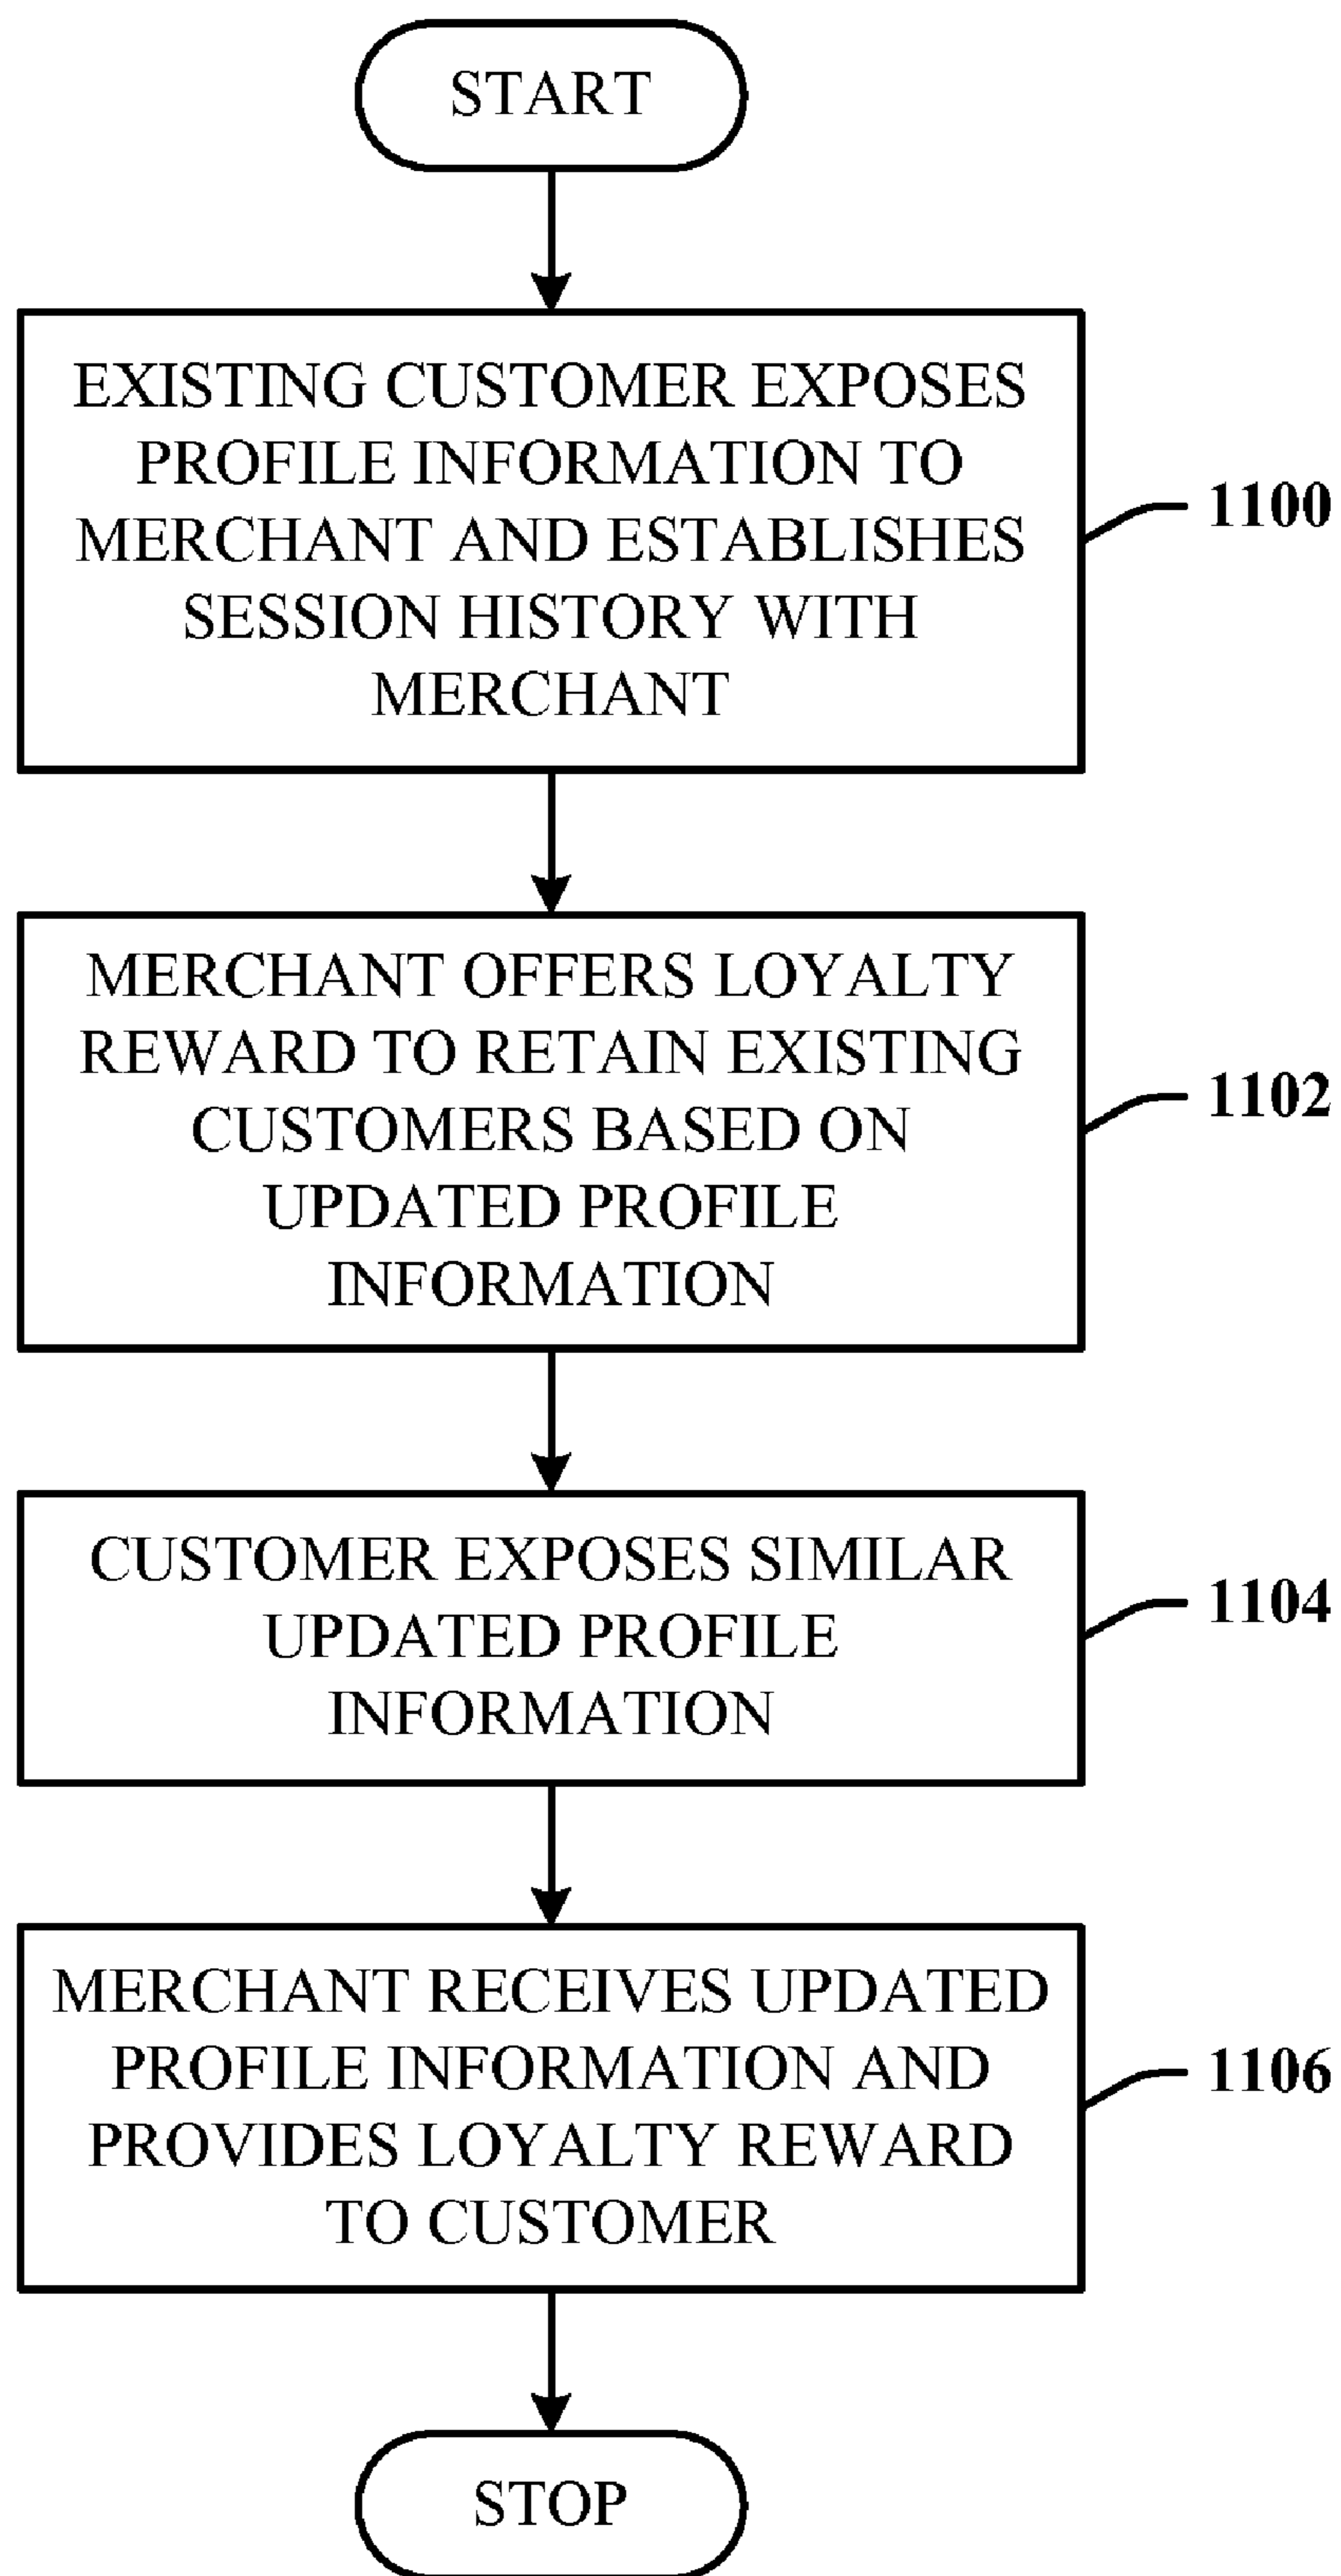 START
EXISTING CUSTOMER EXPOSES
PROFILE INFORMATION TO
MERCHANT AND ESTABLISHES
SESSION HISTORY WITH
MERCHANT
1100
MERCHANT OFFERS LOYALTY
REWARD TO RETAIN EXISTING
CUSTOMERS BASED ON
UPDATED PROFILE
INFORMATION
1102
CUSTOMER EXPOSES SIMILAR
UPDATED PROFILE
INFORMATION
1104
MERCHANT RECEIVES UPDATED
PROFILE INFORMATION AND
PROVIDES LOYALTY REWARD
TO CUSTOMER
1106
STOP